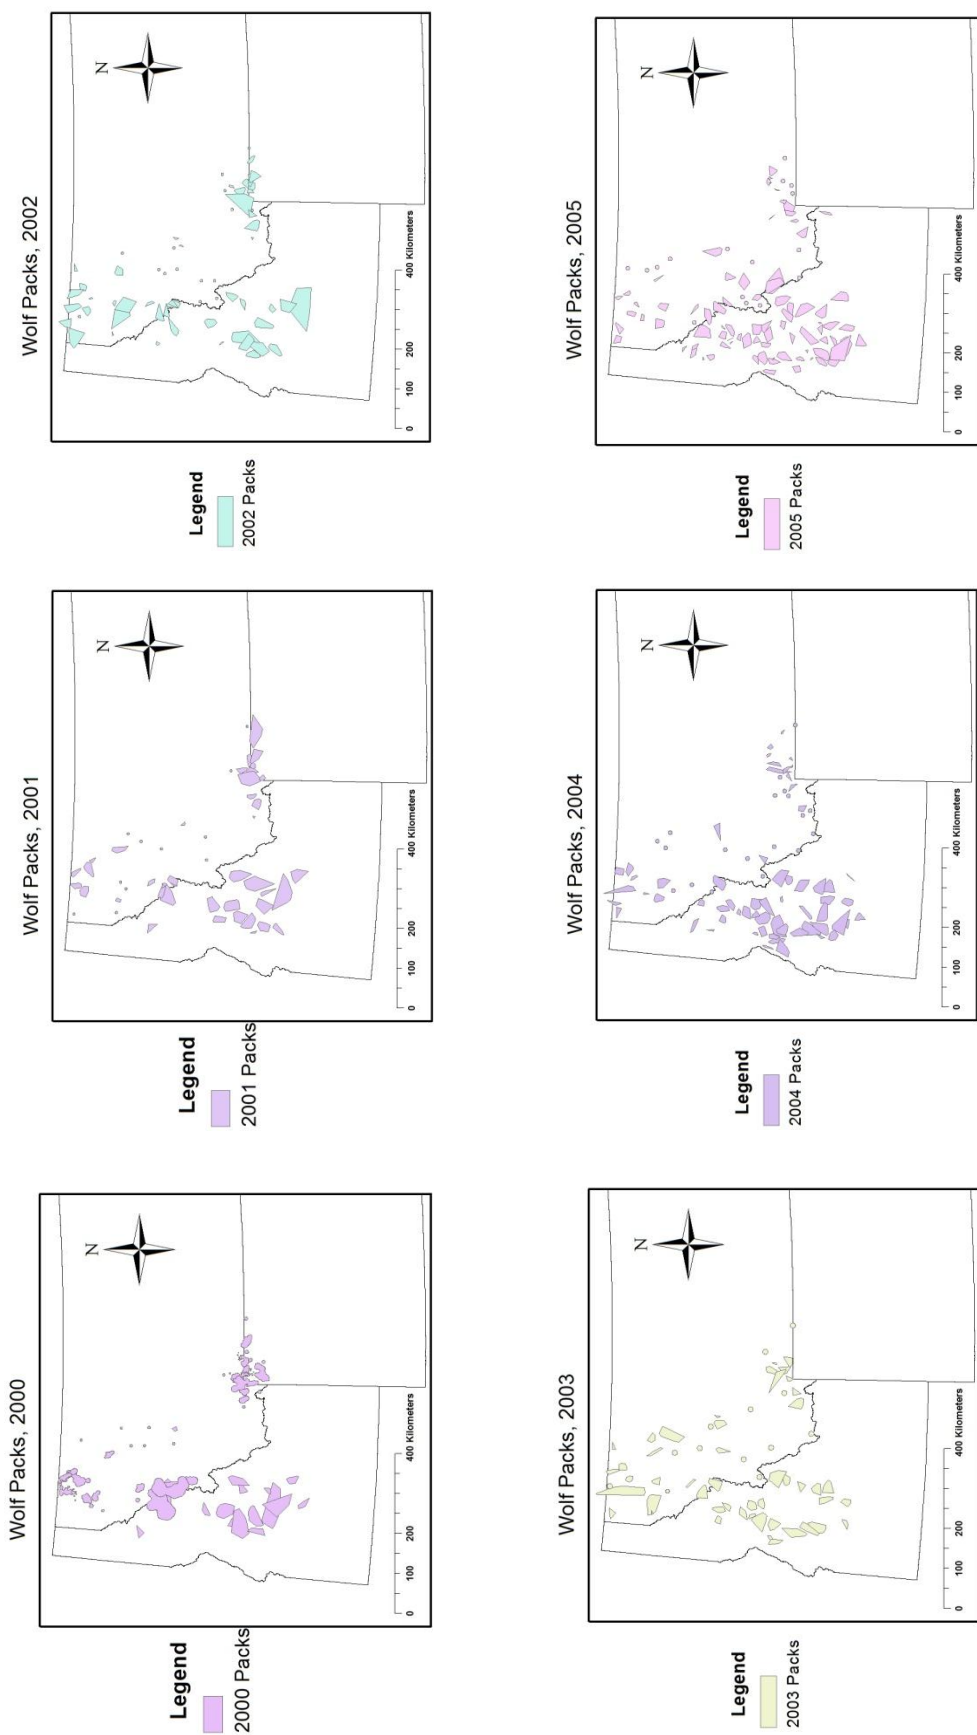 Wolf Packs, 2000
N
Legend
2000 Packs
0 100 200 400 Kilometers
Wolf Packs, 2001
N
Legend
2001 Packs
0 100 200 400 Kilometers
Wolf Packs, 2002
N
Legend
2002 Packs
0 100 200 400 Kilometers
Wolf Packs, 2003
N
Legend
2003 Packs
0 100 200 400 Kilometers
Wolf Packs, 2004
N
Legend
2004 Packs
0 100 200 400 Kilometers
Wolf Packs, 2005
N
Legend
2005 Packs
0 100 200 400 Kilometers